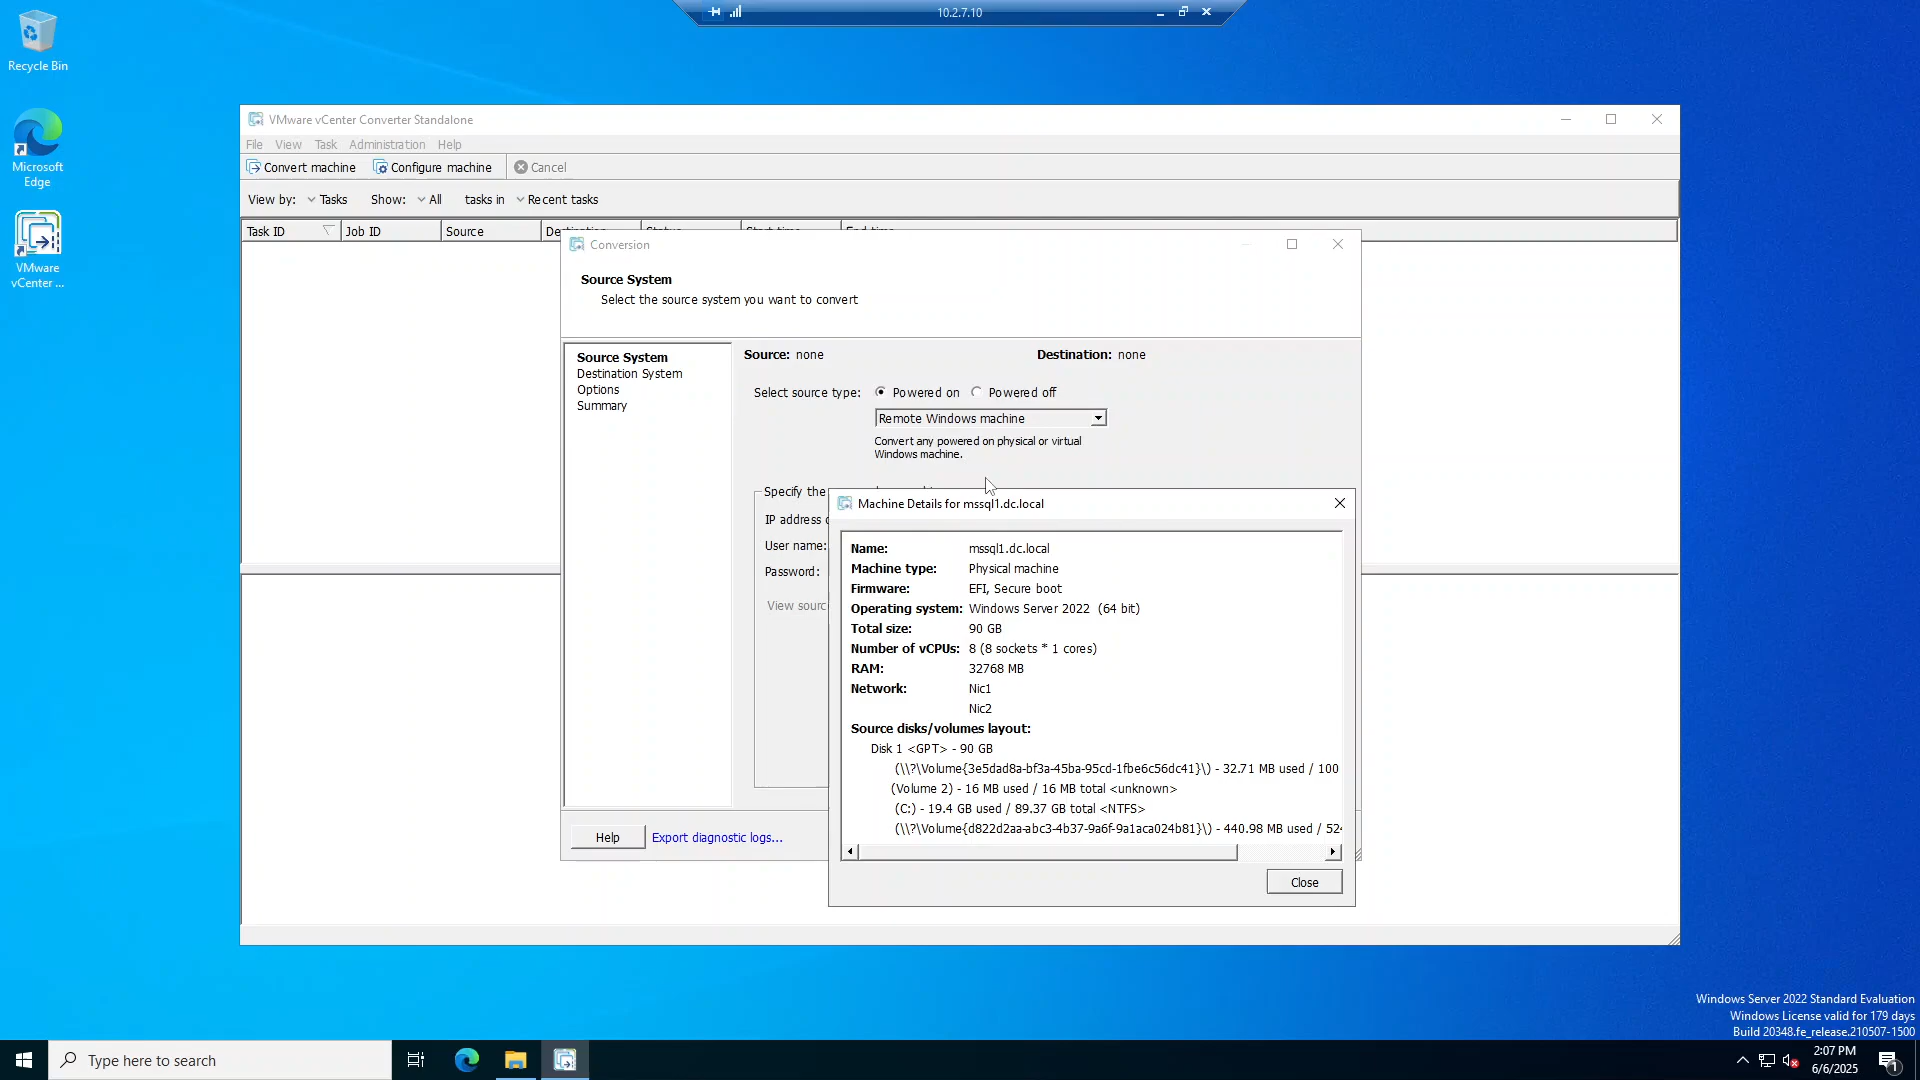 10.2.7.10
Recycle Bin
Microsoft
Edge
VMware
vCenter ...
VMware vCenter Converter Standalone
File View Task Administration Help
Convert machine Configure machine Cancel
View by: Tasks Show: All tasks in Recent tasks
Task ID Job ID Source
Conversion
Source System
Select the source system you want to convert
Source System
Destination System
Options
Summary
Source: none Destination: none
Select source type: Powered on Powered off
Remote Windows machine
Convert any powered on physical or virtual
Windows machine.
Specify the
IP address
User name:
Password:
View sourc
Help Export diagnostic logs...
Machine Details for mssql1.dc.local
Name: mssql1.dc.local
Machine type: Physical machine
Firmware: EFI, Secure boot
Operating system: Windows Server 2022 (64 bit)
Total size: 90 GB
Number of vCPUs: 8 (8 sockets * 1 cores)
RAM: 32768 MB
Network: Nic1
Nic2
Source disks/volumes layout:
Disk 1 <GPT> - 90 GB
(\\?\Volume{3e5dad8a-bf3a-45ba-95cd-1fbe6c56dc41}\) - 32.71 MB used / 100
(Volume 2) - 16 MB used / 16 MB total <unknown>
(C:) - 19.4 GB used / 89.37 GB total <NTFS>
(\\?\Volume{d822d2aa-abc3-4b37-9a6f-9a1aca024b81}\) - 440.98 MB used / 524
Close
Windows Server 2022 Standard Evaluation
Windows License valid for 179 days
Build 20348.fe_release.210507-1500
Type here to search
2:07 PM
6/6/2025
1